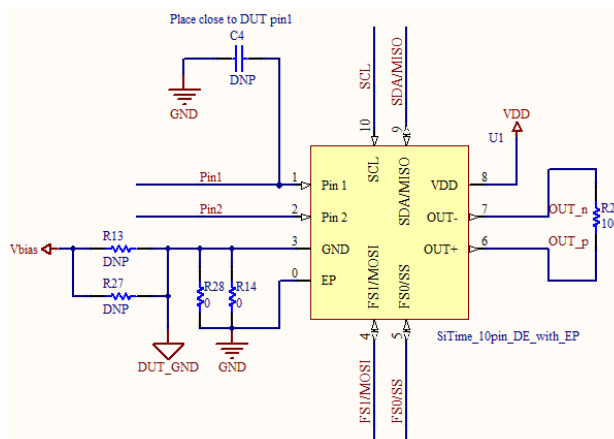 Place close to DUT pin1
C4
DNP
GND
SCL
SDA/MISO
10
9
U1
VDD
Pin1
1
Pin 1
SCL
SDA/MISO
VDD
8
Pin2
2
Pin 2
OUT-
7
OUT_n
R2
10
Vbias
R13
DNP
3
GND
OUT+
6
OUT_p
R27
DNP
R28
0
R14
0
0
EP
FS1/MOSI
FS0/SS
DUT_GND
GND
4
5
SiTime_10pin_DE_with_EP
FS1/MOSI
FS0/SS